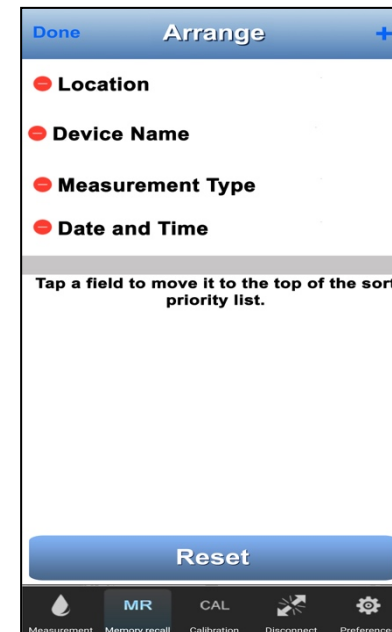 Done Arrange +
Location
Device Name
Measurement Type
Date and Time
Tap a field to move it to the top of the sort
priority list.
Reset
MR CAL
Measurement Memory recall Calibration Disconnect Preference